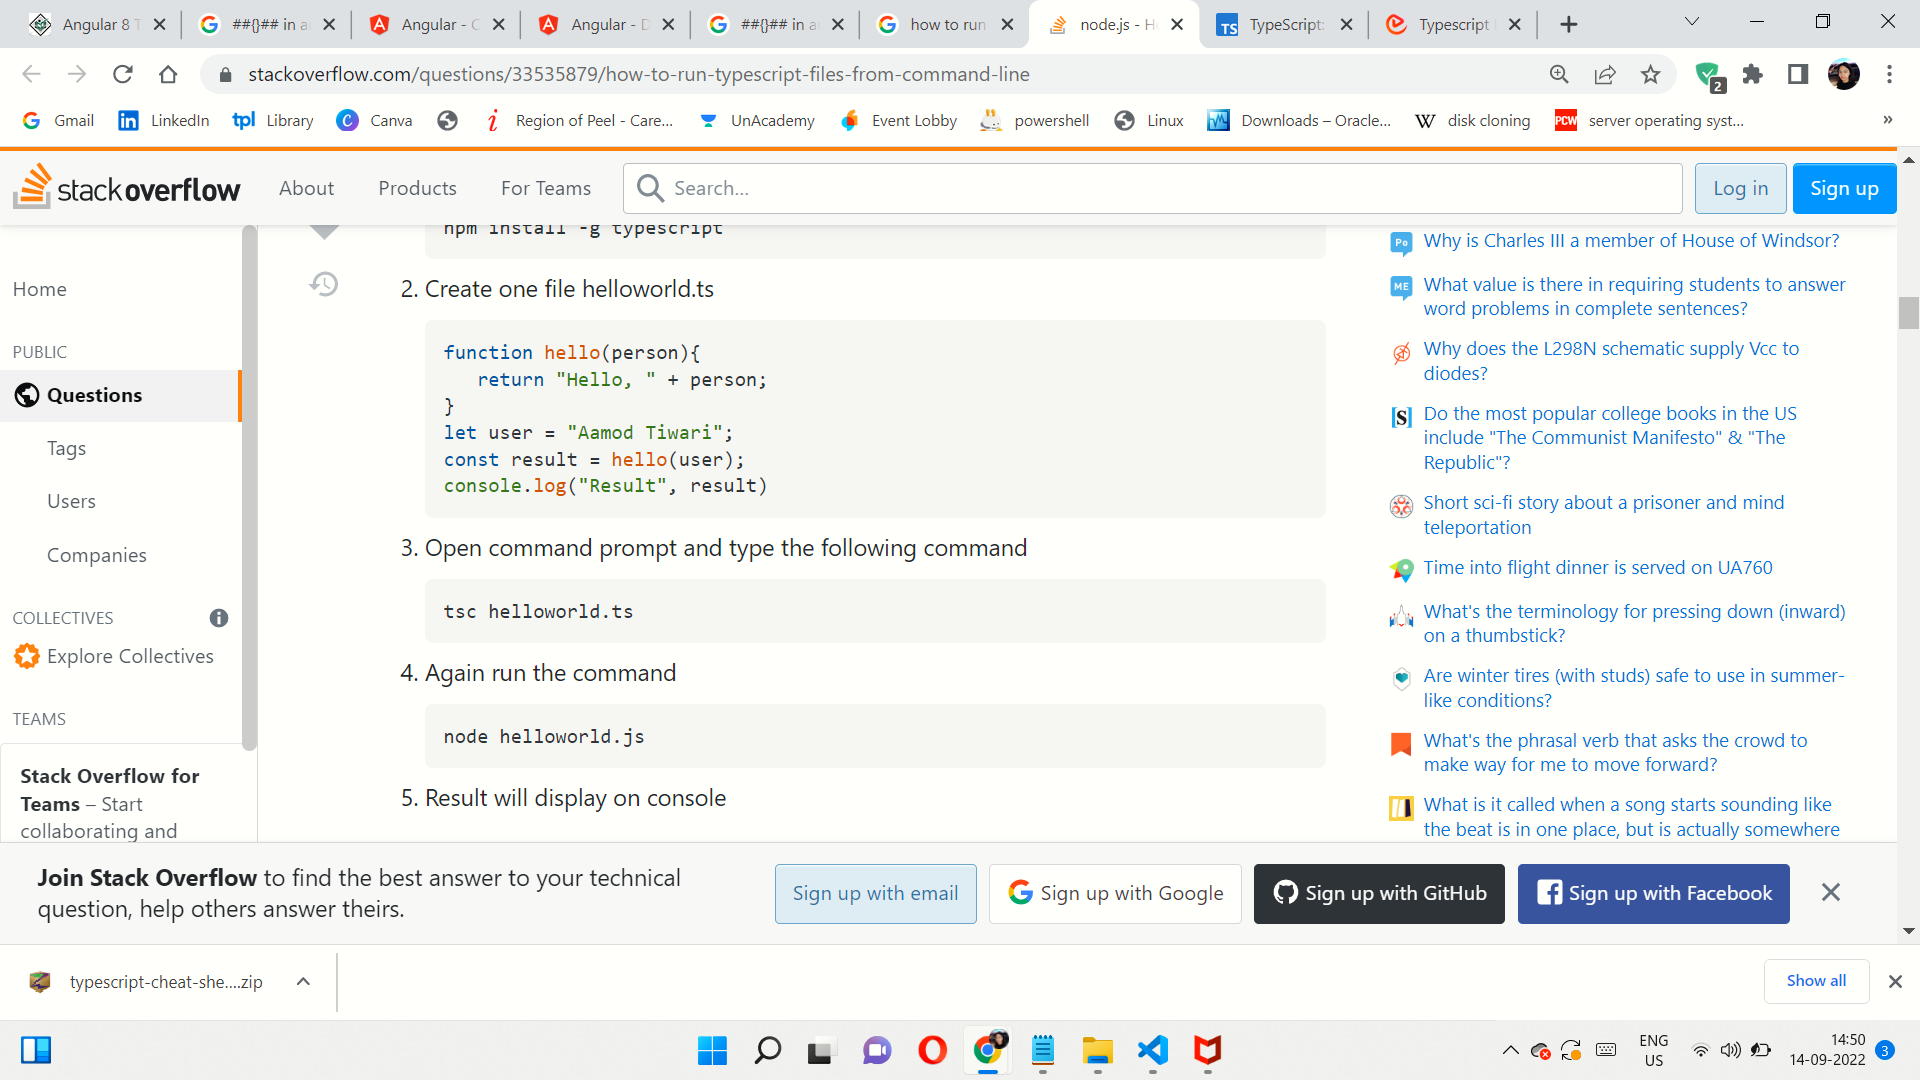 Angular 8 T
##{}## in a
Angular - C
Angular - D
##{}## in a
how to run
node.js - H
TypeScript:
Typescript
stackoverflow.com/questions/33535879/how-to-run-typescript-files-from-command-line
2
Gmail
LinkedIn
tpl Library
Canva
Region of Peel - Care...
UnAcademy
Event Lobby
powershell
Linux
Downloads – Oracle...
disk cloning
PCW server operating syst...
»
stackoverflow
About
Products
For Teams
Search...
Log in
Sign up
Home
PUBLIC
Questions
Tags
Users
Companies
COLLECTIVES
Explore Collectives
TEAMS
Stack Overflow for
Teams – Start
collaborating and
npm install -g typescript
2. Create one file helloworld.ts
function hello(person){
return "Hello, " + person;
}
let user = "Aamod Tiwari";
const result = hello(user);
console.log("Result", result)
3. Open command prompt and type the following command
tsc helloworld.ts
4. Again run the command
node helloworld.js
5. Result will display on console
Why is Charles III a member of House of Windsor?
What value is there in requiring students to answer
word problems in complete sentences?
Why does the L298N schematic supply Vcc to
diodes?
Do the most popular college books in the US
include "The Communist Manifesto" & "The
Republic"?
Short sci-fi story about a prisoner and mind
teleportation
Time into flight dinner is served on UA760
What's the terminology for pressing down (inward)
on a thumbstick?
Are winter tires (with studs) safe to use in summer-
like conditions?
What's the phrasal verb that asks the crowd to
make way for me to move forward?
What is it called when a song starts sounding like
the beat is in one place, but is actually somewhere
Join Stack Overflow to find the best answer to your technical
question, help others answer theirs.
Sign up with email
Sign up with Google
Sign up with GitHub
Sign up with Facebook
typescript-cheat-she....zip
Show all
ENG
US
14:50
14-09-2022
3